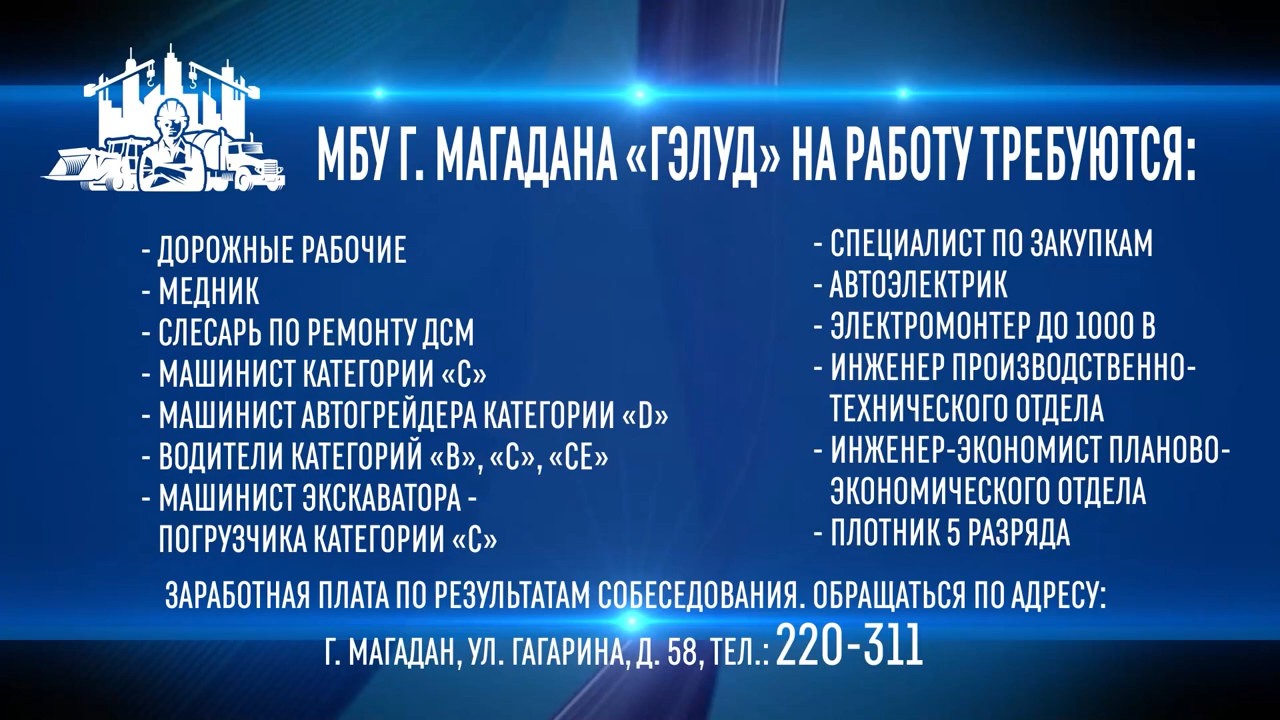 МБУ Г. МАГАДАНА «ГЭЛУД» НА РАБОТУ ТРЕБУЮТСЯ:
- ДОРОЖНЫЕ РАБОЧИЕ
- МЕДНИК
- СЛЕСАРЬ ПО РЕМОНТУ ДСМ
- МАШИНИСТ КАТЕГОРИИ «С»
- МАШИНИСТ АВТОГРЕЙДЕРА КАТЕГОРИИ «D»
- ВОДИТЕЛИ КАТЕГОРИЙ «В», «С», «СЕ»
- МАШИНИСТ ЭКСКАВАТОРА -
ПОГРУЗЧИКА КАТЕГОРИИ «С»
- СПЕЦИАЛИСТ ПО ЗАКУПКАМ
- АВТОЭЛЕКТРИК
- ЭЛЕКТРОМОНТЕР ДО 1000 В
- ИНЖЕНЕР ПРОИЗВОДСТВЕННО-
ТЕХНИЧЕСКОГО ОТДЕЛА
- ИНЖЕНЕР-ЭКОНОМИСТ ПЛАНОВО-
ЭКОНОМИЧЕСКОГО ОТДЕЛА
- ПЛОТНИК 5 РАЗРЯДА
ЗАРАБОТНАЯ ПЛАТА ПО РЕЗУЛЬТАТАМ СОБЕСЕДОВАНИЯ. ОБРАЩАТЬСЯ ПО АДРЕСУ:
Г. МАГАДАН, УЛ. ГАГАРИНА, Д. 58, ТЕЛ.: 220-311